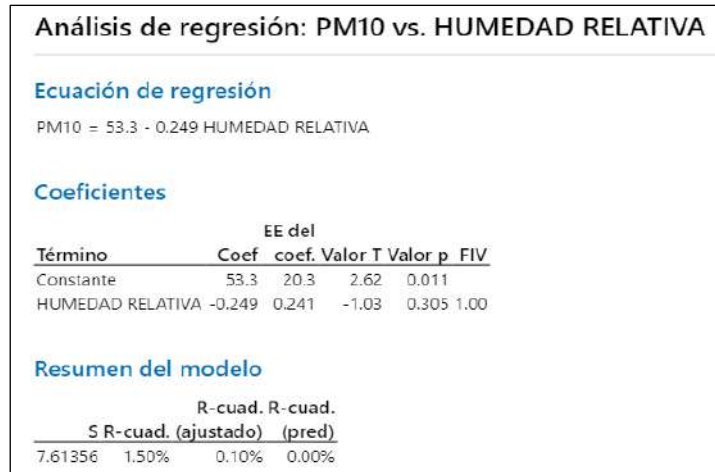 Análisis de regresión: PM10 vs. HUMEDAD RELATIVA
Ecuación de regresión
PM10 = 53.3 - 0.249 HUMEDAD RELATIVA
Coeficientes
EE del
Término Coef coef. Valor T Valor p FIV
Constante 53.3 20.3 2.62 0.011
HUMEDAD RELATIVA -0.249 0.241 -1.03 0.305 1.00
Resumen del modelo
R-cuad. R-cuad.
S R-cuad. (ajustado) (pred)
7.61356 1.50% 0.10% 0.00%